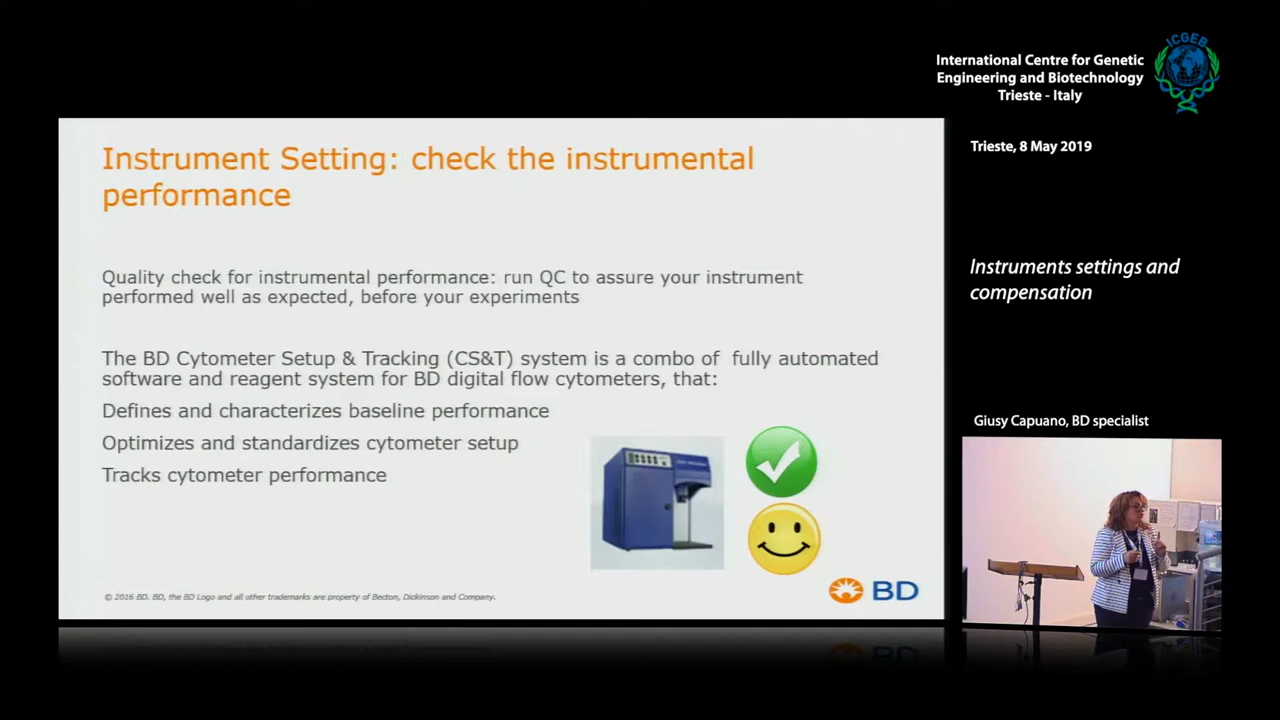 ICGEB
International Centre for Genetic
Engineering and Biotechnology
Trieste - Italy
Trieste, 8 May 2019
Instrument Setting: check the instrumental
performance
Quality check for instrumental performance: run QC to assure your instrument
performed well as expected, before your experiments
The BD Cytometer Setup & Tracking (CS&T) system is a combo of fully automated
software and reagent system for BD digital flow cytometers, that:
Defines and characterizes baseline performance
Optimizes and standardizes cytometer setup
Tracks cytometer performance
© 2016 BD. BD, the BD Logo and all other trademarks are property of Becton, Dickinson and Company.
BD
Instruments settings and
compensation
Giusy Capuano, BD specialist